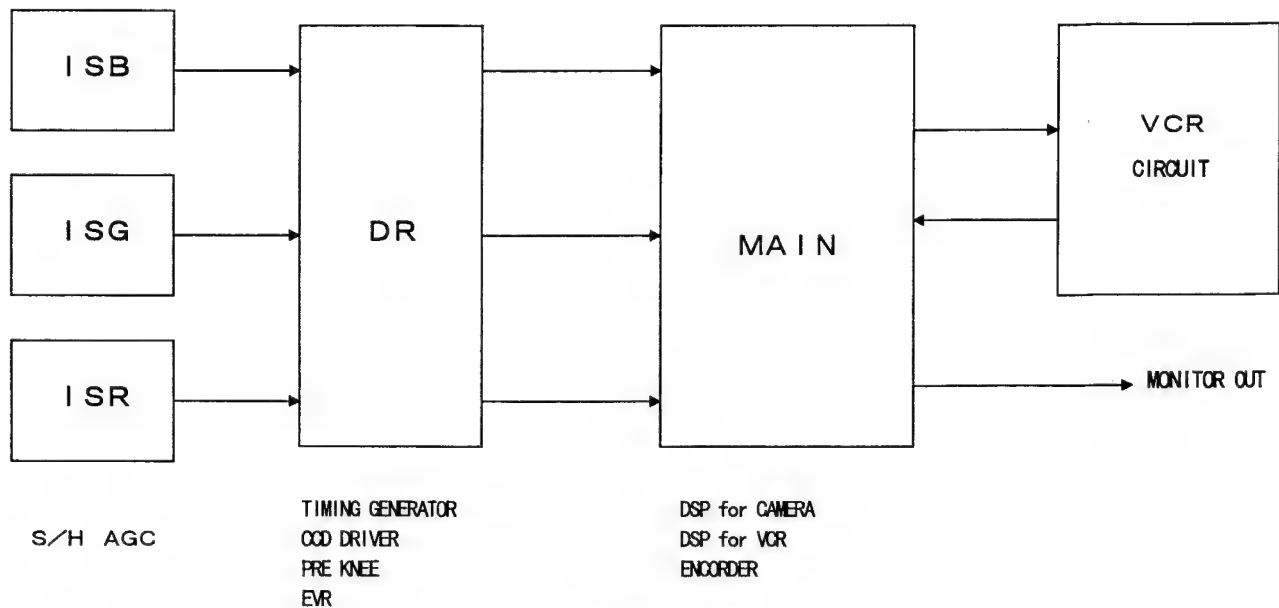 ISB
ISG
ISR
DR
MAIN
VCR
CIRCUIT
MONITOR OUT
S/H AGC
TIMING GENERATOR
CCD DRIVER
PRE KNEE
EVR
DSP for CAMERA
DSP for VCR
ENCORDER